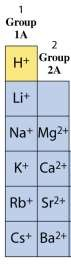 1
Group
1A
2
Group
2A
H⁺
Li⁺
Na⁺ Mg²⁺
K⁺ Ca²⁺
Rb⁺ Sr²⁺
Cs⁺ Ba²⁺